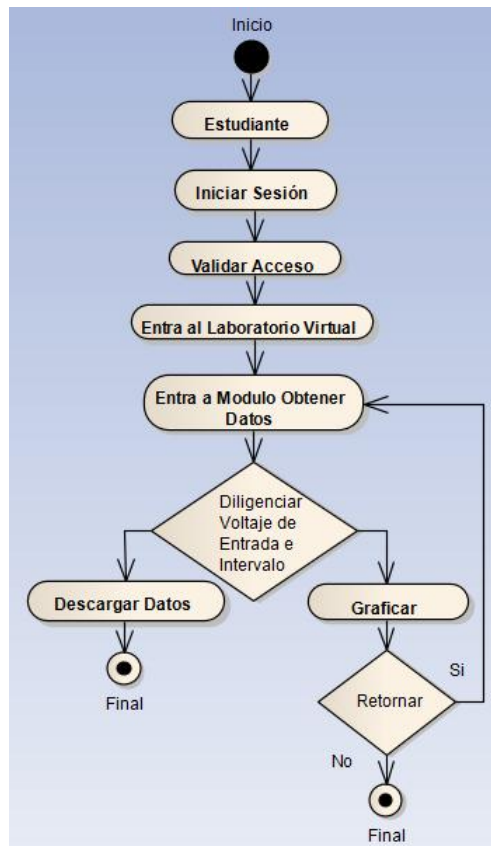 Inicio
Estudiante
Iniciar Sesión
Validar Acceso
Entra al Laboratorio Virtual
Entra a Modulo Obtener
Datos
Diligenciar
Voltaje de
Entrada e
Intervalo
Descargar Datos
Graficar
Final
Retornar
Si
No
Final